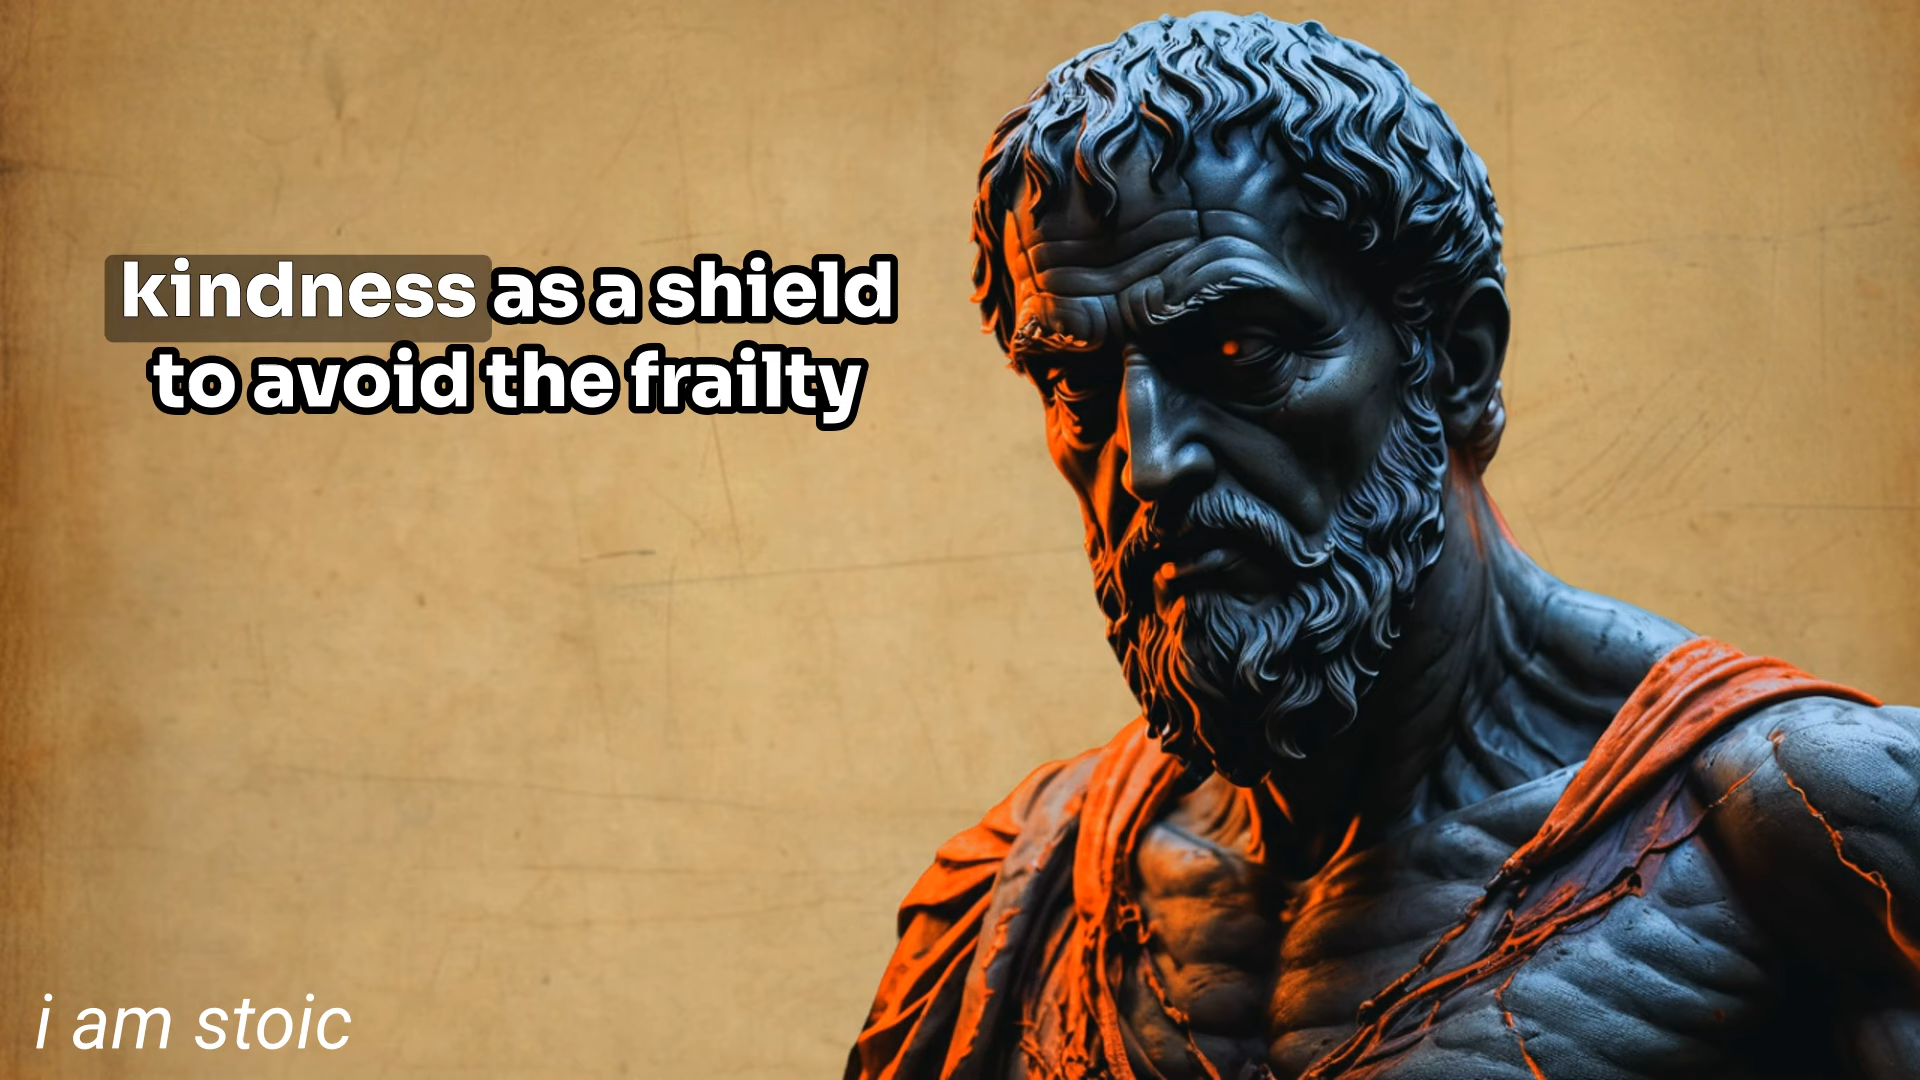 kindness as a shield
to avoid the frailty
i am stoic